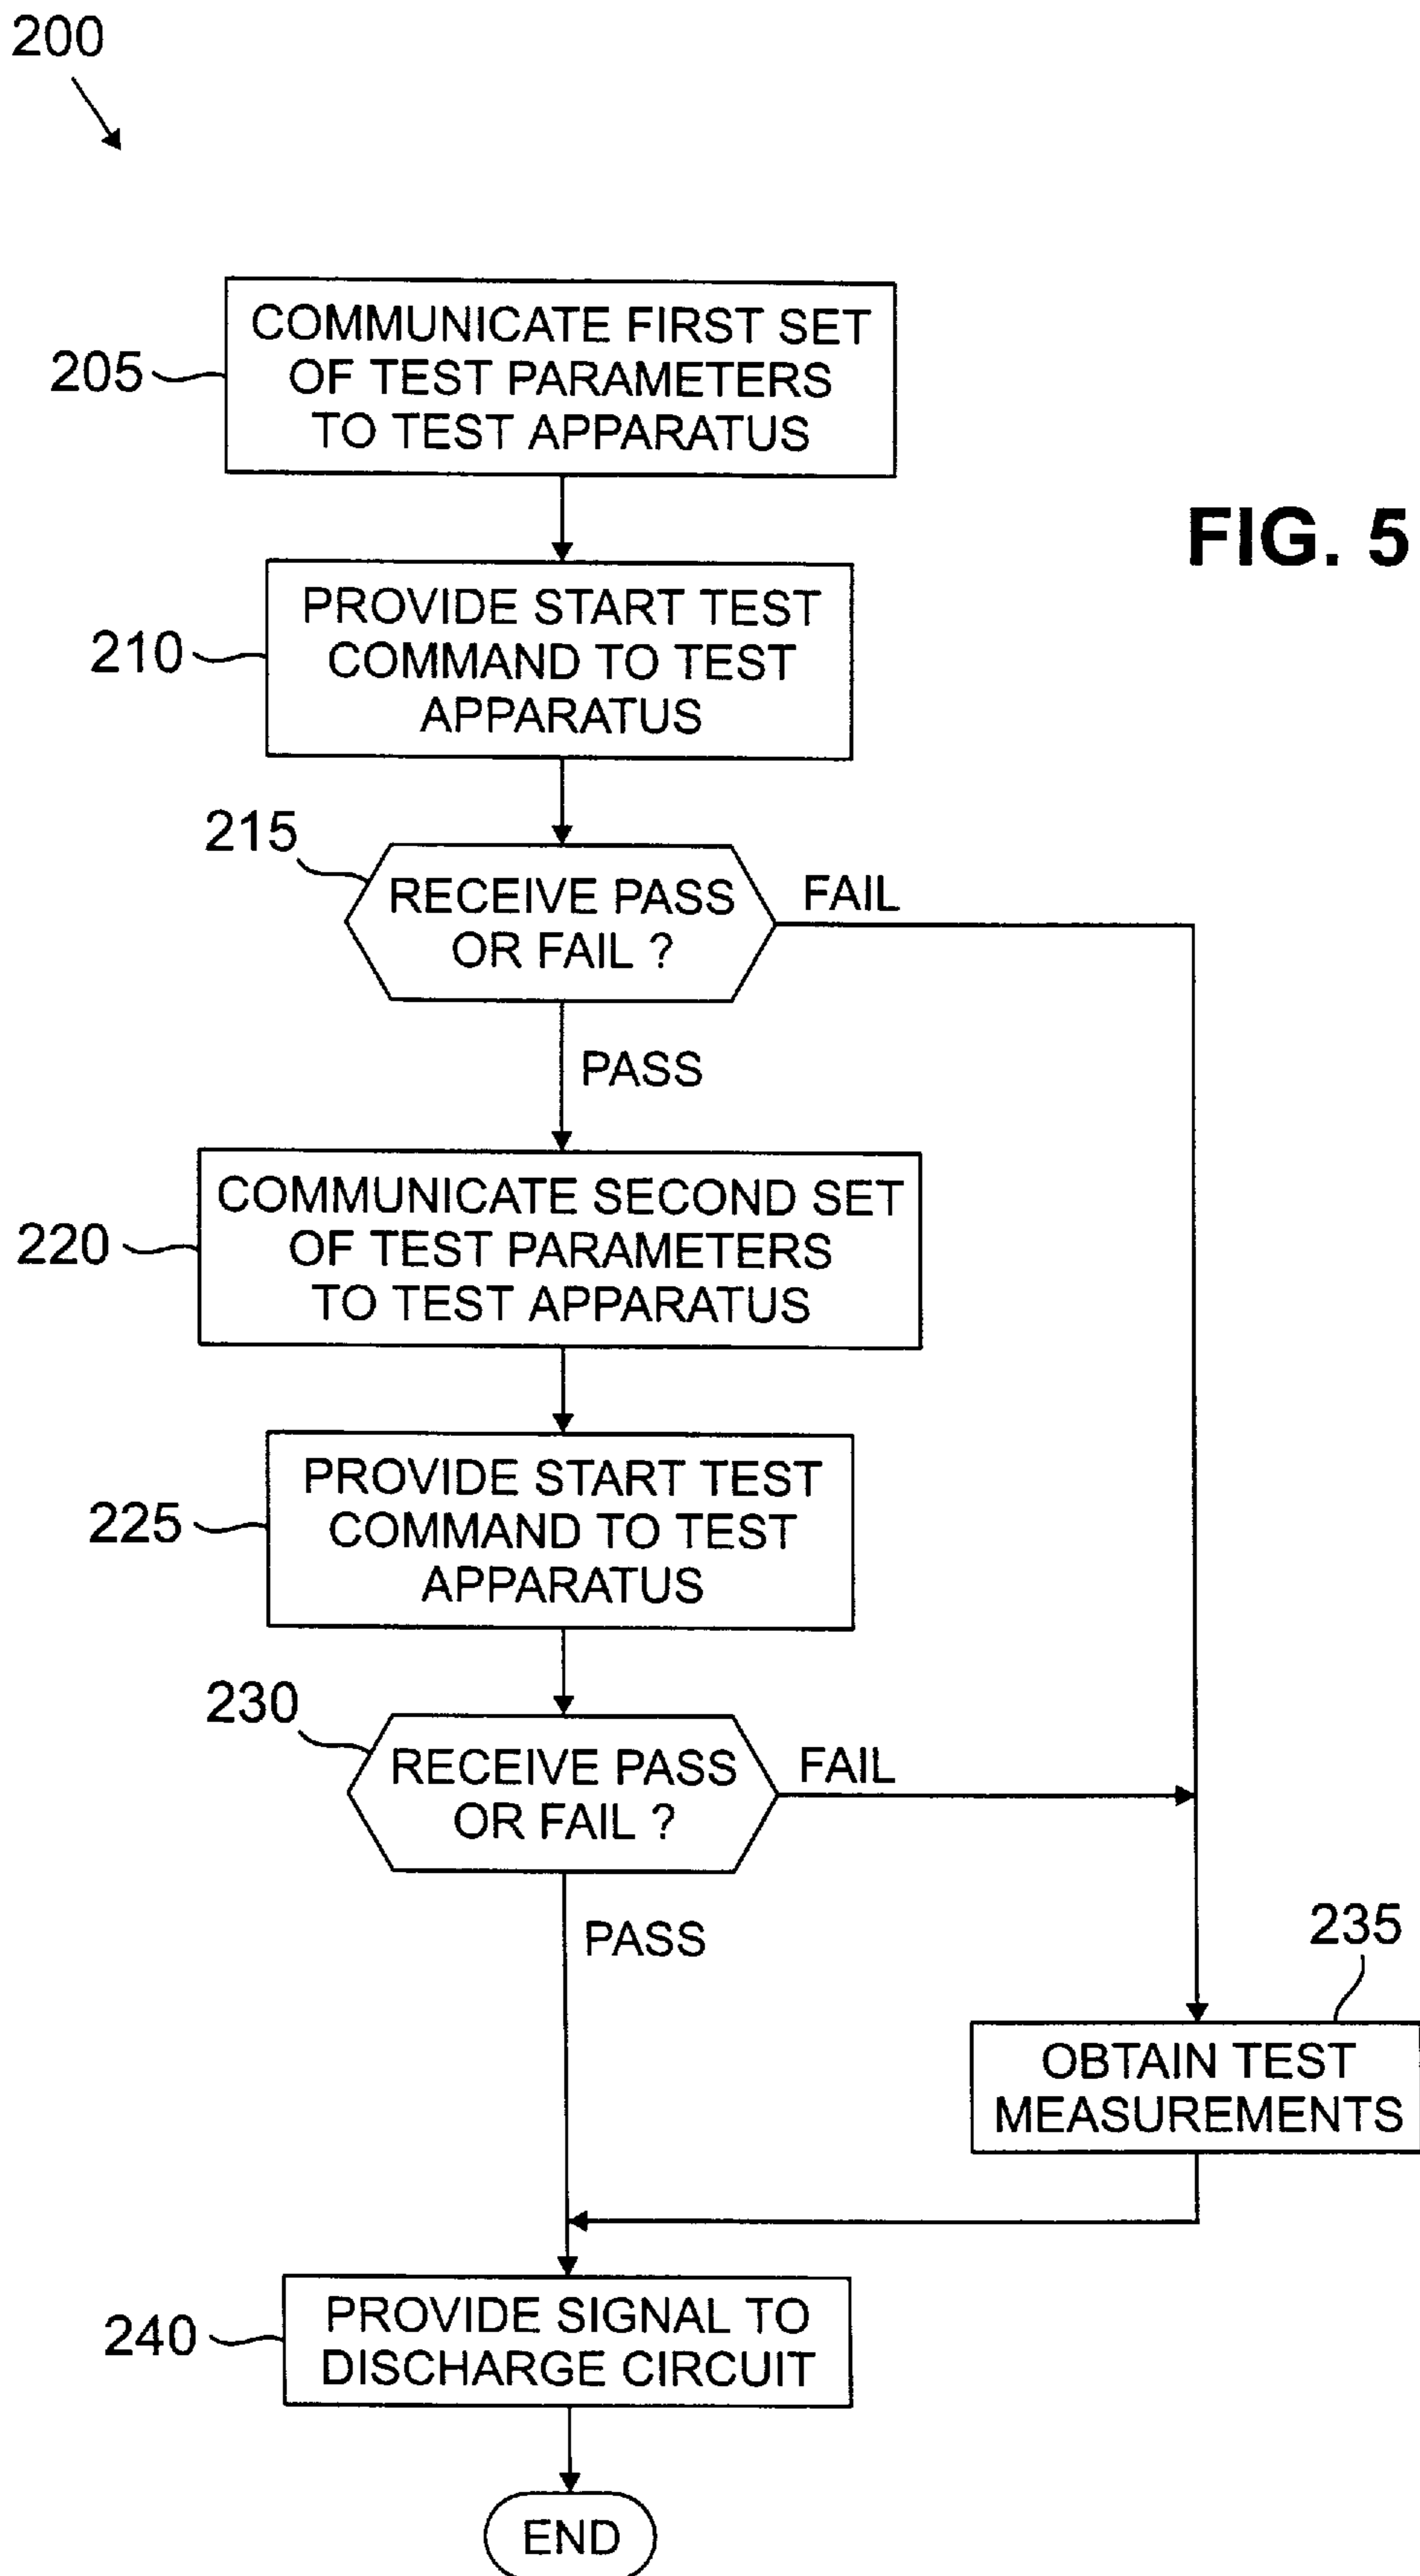 200
COMMUNICATE FIRST SET
OF TEST PARAMETERS
TO TEST APPARATUS
205
FIG. 5
PROVIDE START TEST
COMMAND TO TEST
APPARATUS
210
215
RECEIVE PASS
OR FAIL ?
FAIL
PASS
COMMUNICATE SECOND SET
OF TEST PARAMETERS
TO TEST APPARATUS
220
PROVIDE START TEST
COMMAND TO TEST
APPARATUS
225
230
RECEIVE PASS
OR FAIL ?
FAIL
PASS
235
OBTAIN TEST
MEASUREMENTS
PROVIDE SIGNAL TO
DISCHARGE CIRCUIT
240
END